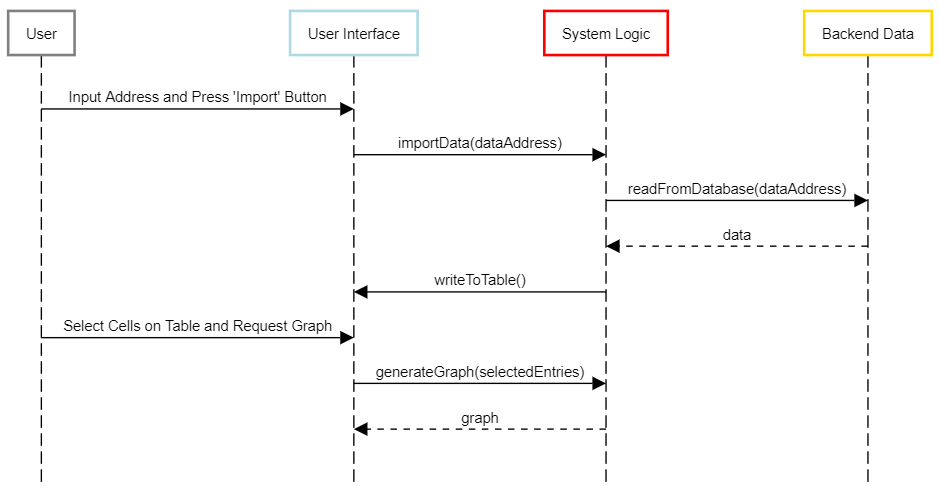 User
User Interface
System Logic
Backend Data
Input Address and Press 'Import' Button
importData(dataAddress)
readFromDatabase(dataAddress)
data
writeToTable()
Select Cells on Table and Request Graph
generateGraph(selectedEntries)
graph